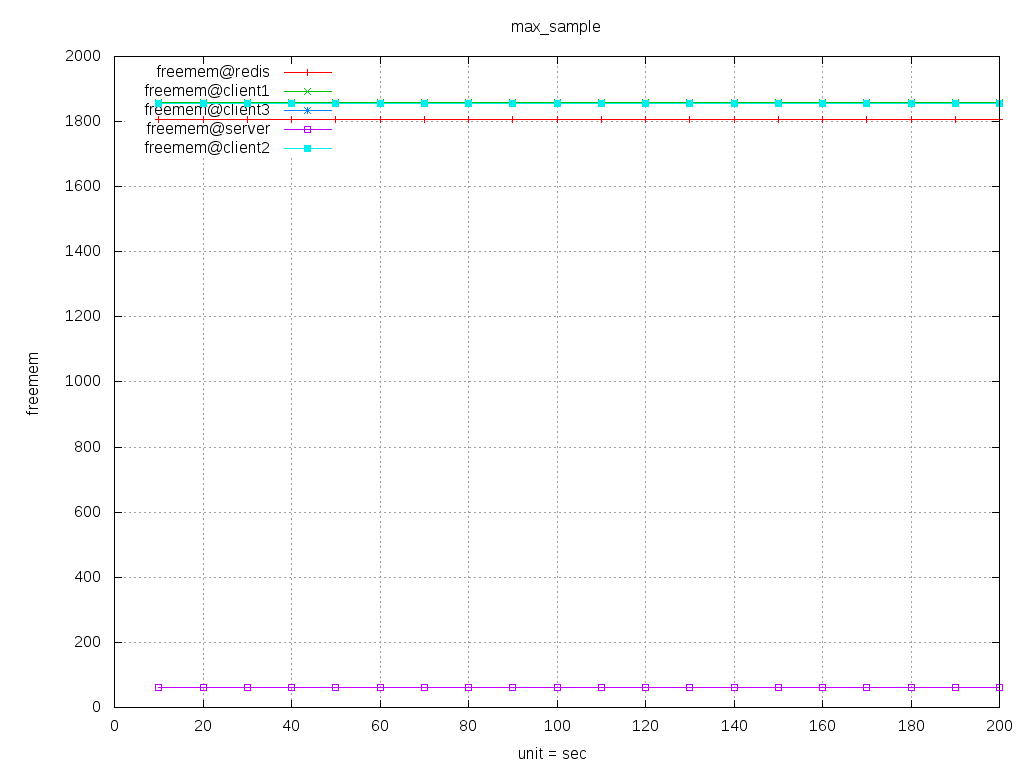 max_sample
freemem@redis
freemem@client1
freemem@client3
freemem@server
freemem@client2
2000
1800
1600
1400
1200
1000
800
600
400
200
0
freemem
0 20 40 60 80 100 120 140 160 180 200
unit = sec